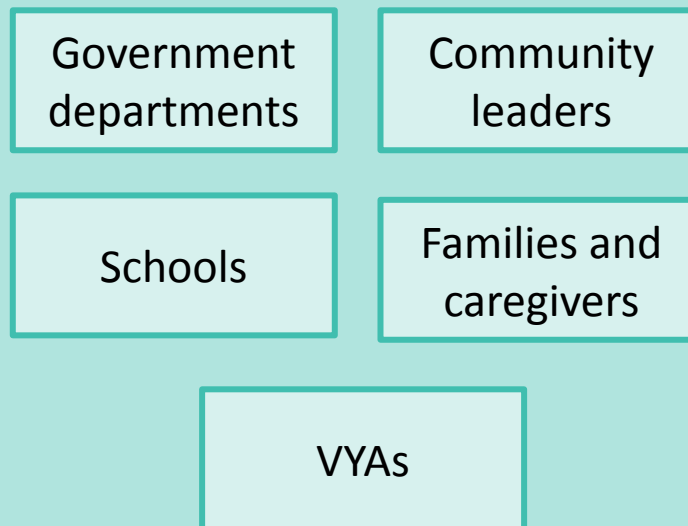 Government
departments
Community
leaders
Schools
Families and
caregivers
VYAs